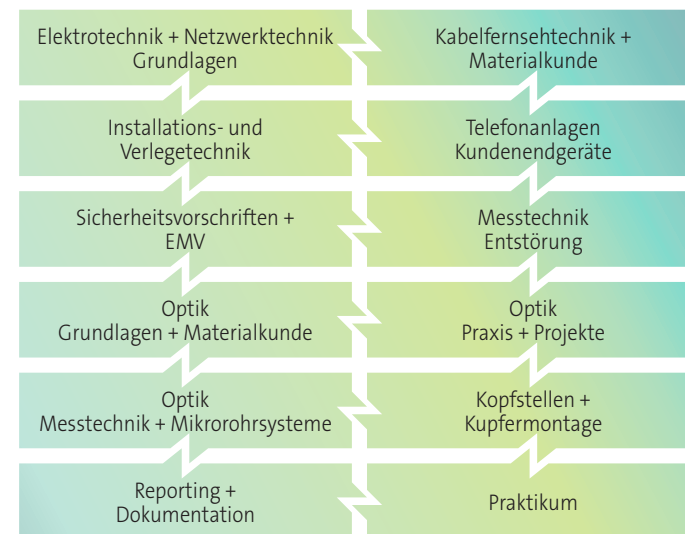 Elektrotechnik + Netzwerktechnik
Grundlagen
Kabelfernsehtechnik +
Materialkunde
Installations- und
Verlegetechnik
Telefonanlagen
Kundenendgeräte
Sicherheitsvorschriften +
EMV
Messtechnik
Entstörung
Optik
Grundlagen + Materialkunde
Optik
Praxis + Projekte
Optik
Messtechnik + Mikrorohrsysteme
Kopfstellen +
Kupfermontage
Reporting +
Dokumentation
Praktikum